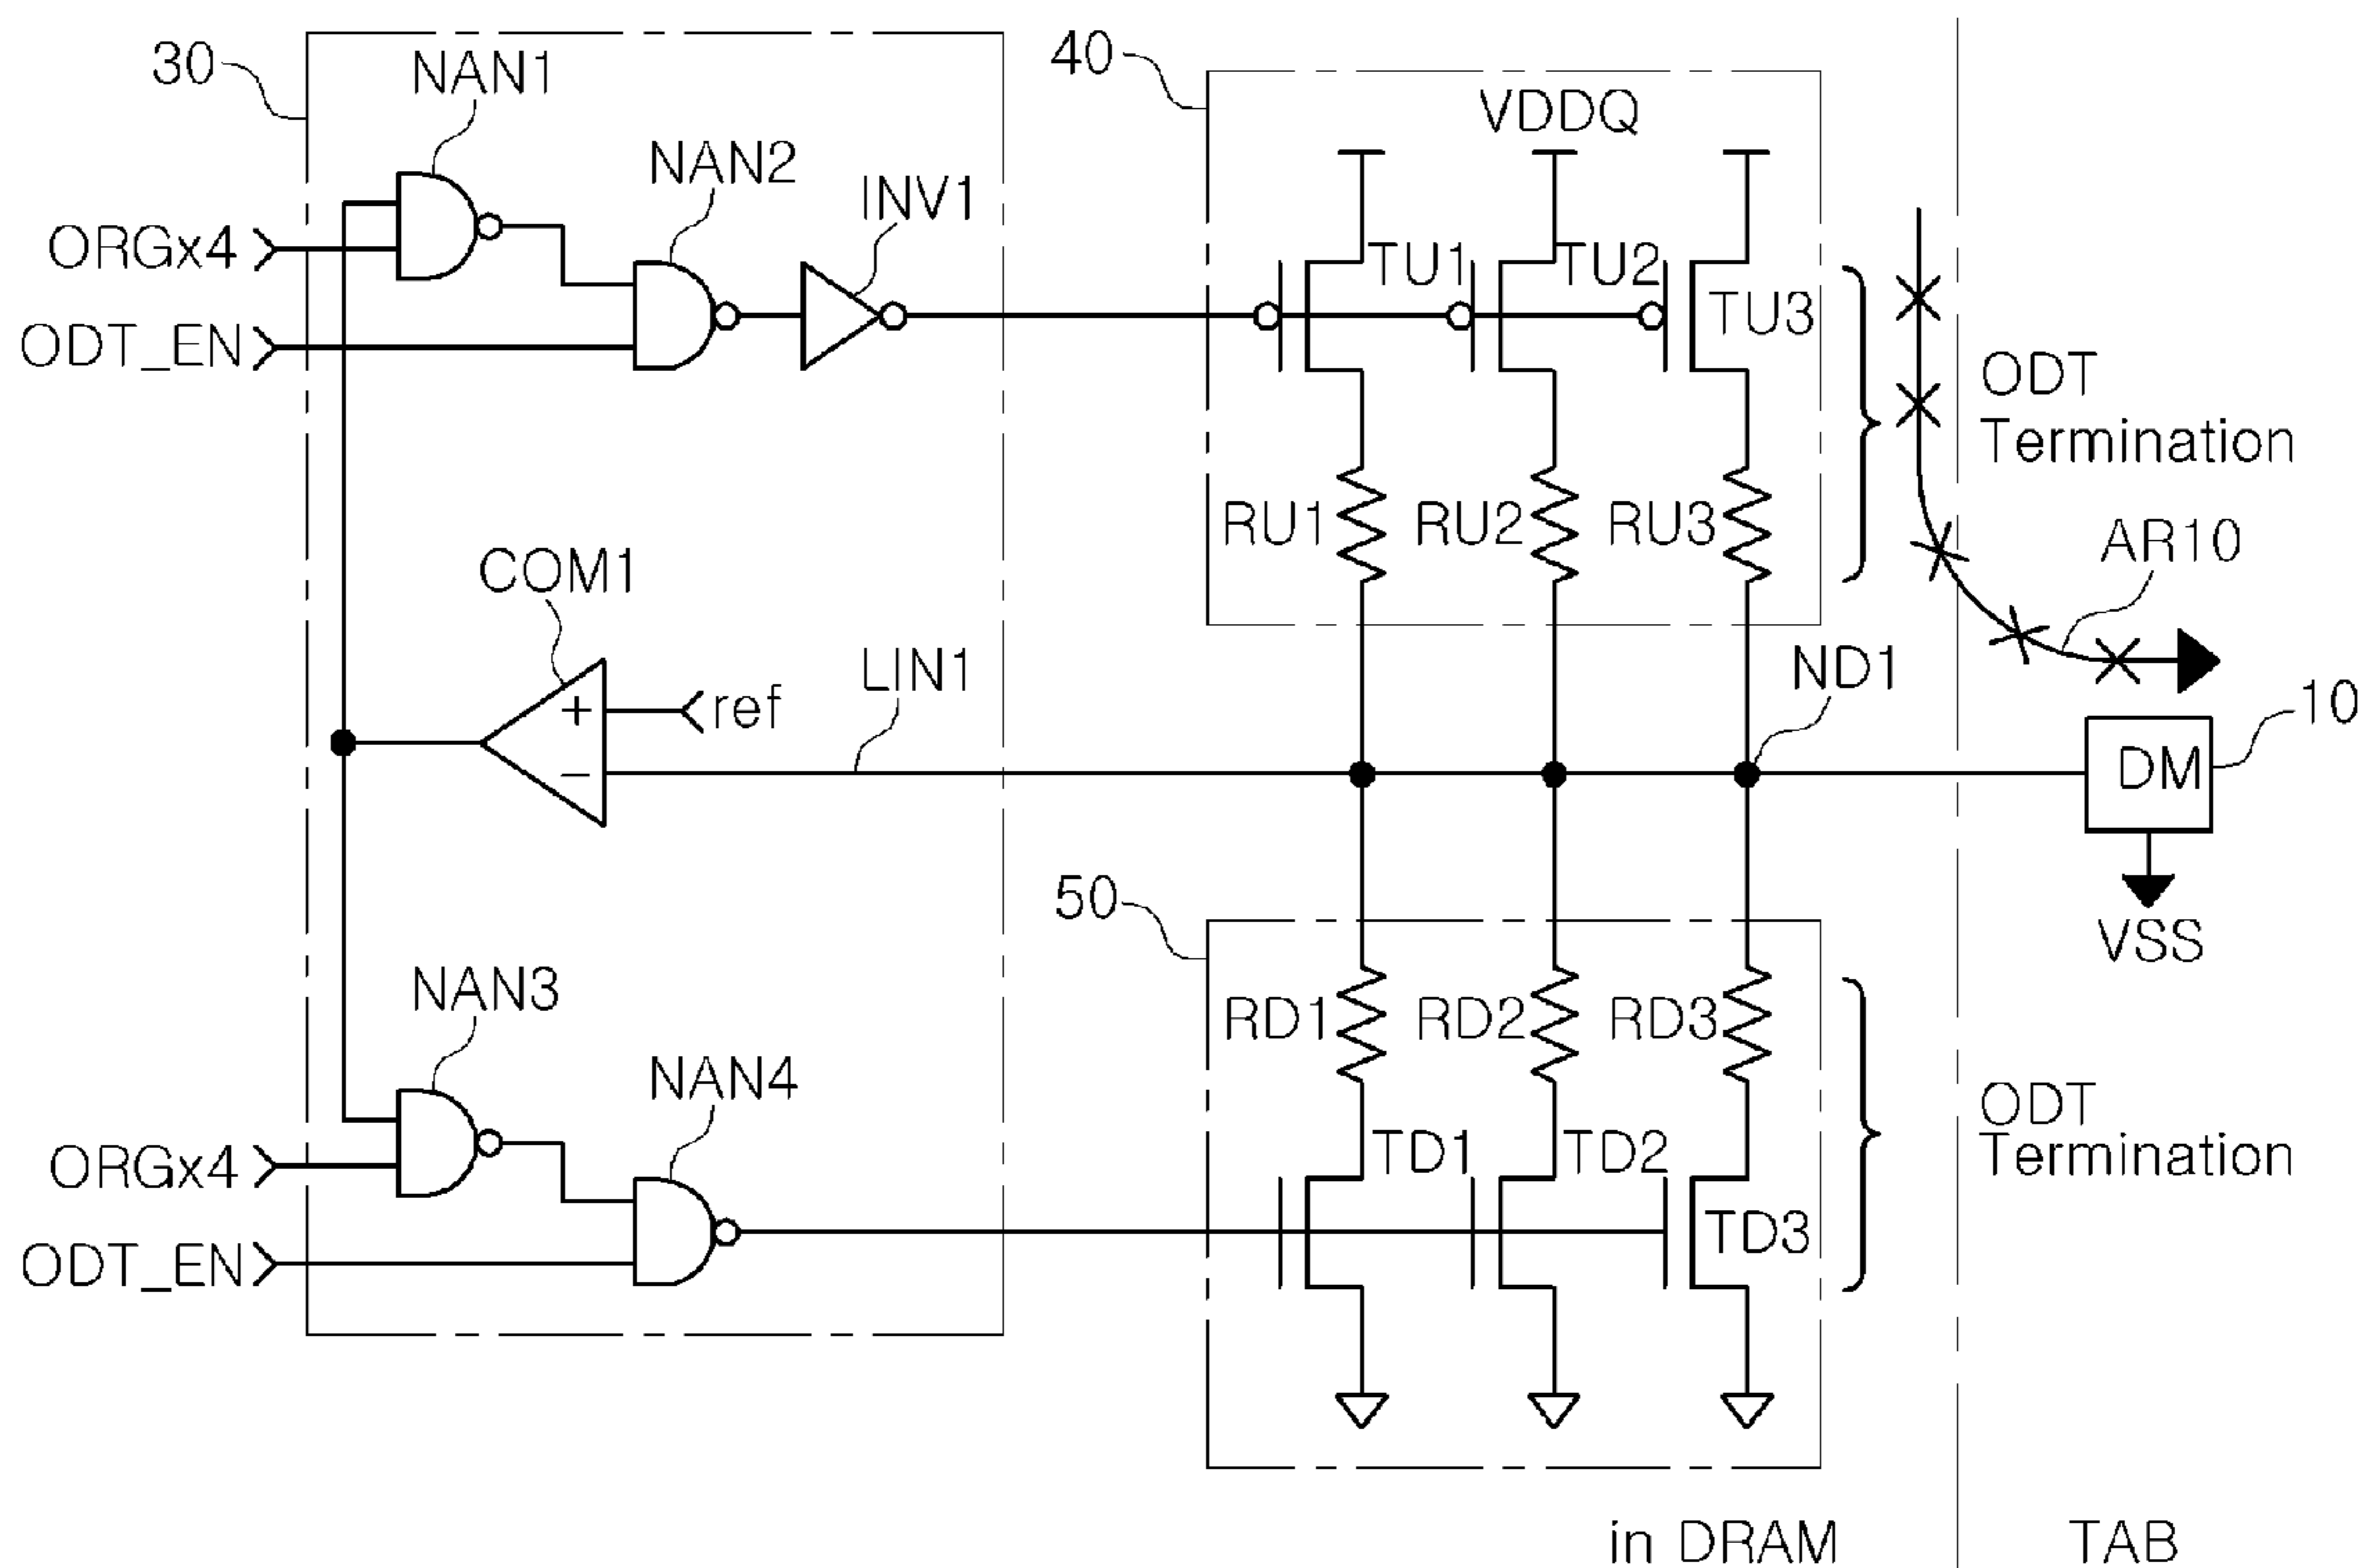 30
NAN1
40
VDDQ
NAN2
INV1
ORGx4
ODT_EN
TU1
TU2
TU3
ODT
Termination
RU1
RU2
RU3
AR10
COM1
ref
LIN1
ND1
10
DM
VSS
50
NAN3
RD1
RD2
RD3
NAN4
ODT
Termination
ORGx4
ODT_EN
TD1
TD2
TD3
in DRAM
TAB
+
−